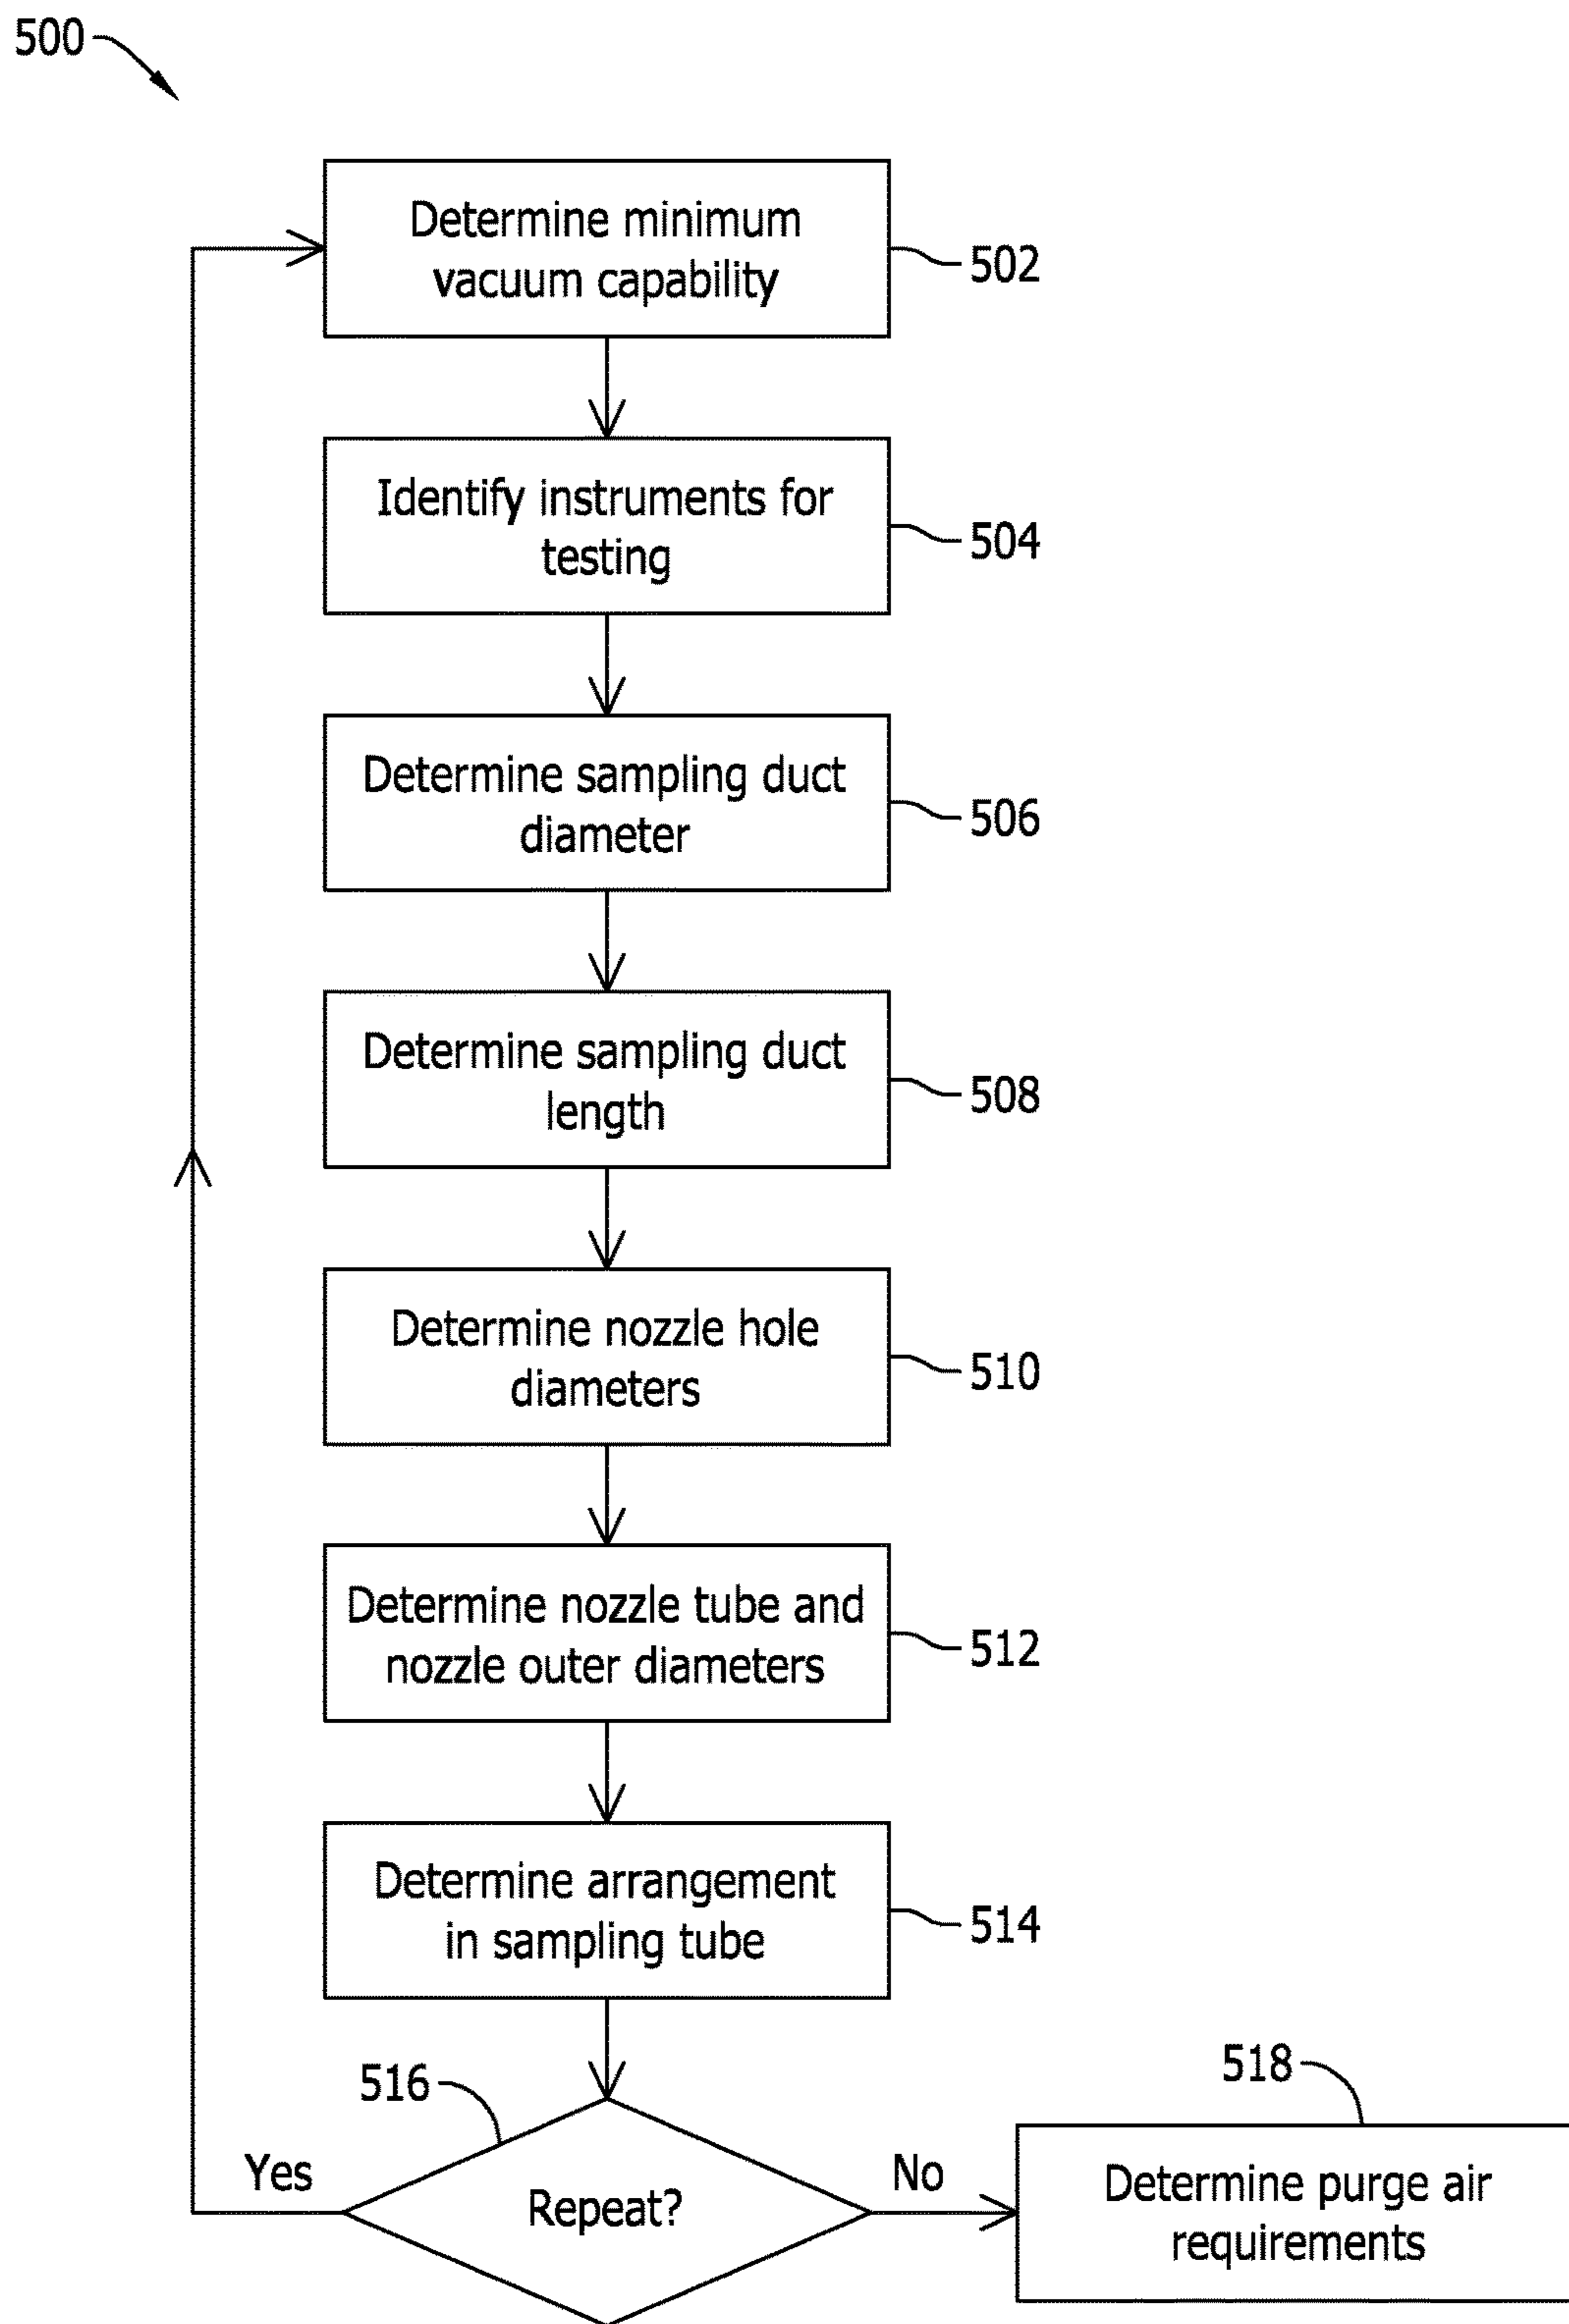 500
Determine minimum
vacuum capability
502
Identify instruments for
testing
504
Determine sampling duct
diameter
506
Determine sampling duct
length
508
Determine nozzle hole
diameters
510
Determine nozzle tube and
nozzle outer diameters
512
Determine arrangement
in sampling tube
514
516
518
Yes
Repeat?
No
Determine purge air
requirements